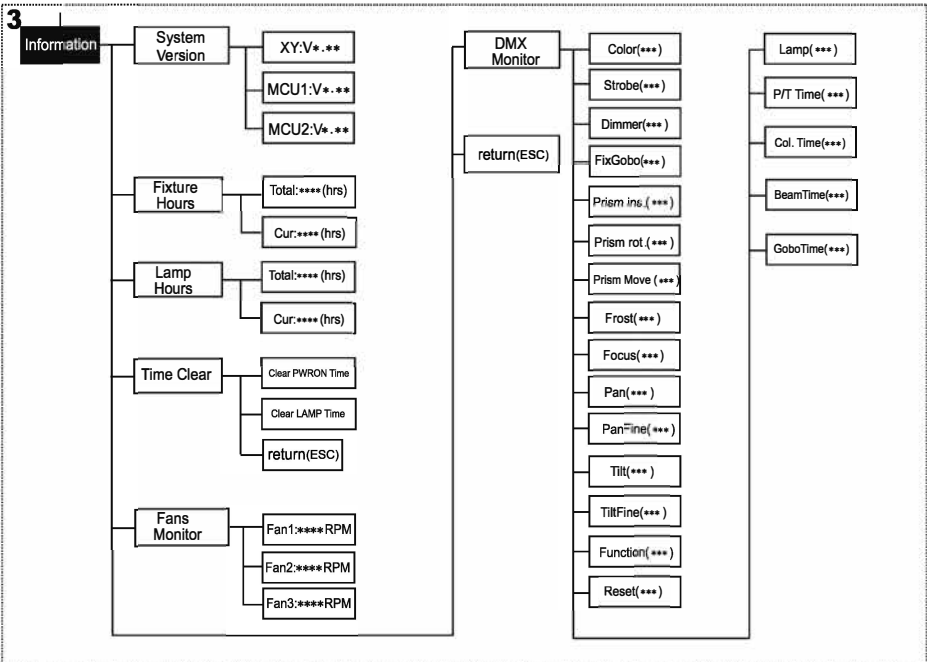 3
Information
System
Version
XY:V*.**
MCU1:V*.**
MCU2:V*.**
Fixture
Hours
Total:****(hrs)
Cur:****(hrs)
Lamp
Hours
Total:****(hrs)
Cur:****(hrs)
Time Clear
Clear PWRON Time
Clear LAMP Time
return(ESC)
Fans
Monitor
Fan1:****RPM
Fan2:****RPM
Fan3:****RPM
DMX
Monitor
return(ESC)
Color(***)
Strobe(***)
Dimmer(***)
FixGobo(***)
Prism ins.(***)
Prism rot.(***)
Prism Move (***)
Frost(***)
Focus(***)
Pan(***)
PanFine(***)
Tilt(***)
TiltFine(***)
Function(***)
Reset(***)
Lamp(***)
P/T Time(***)
Col. Time(***)
BeamTime(***)
GoboTime(***)